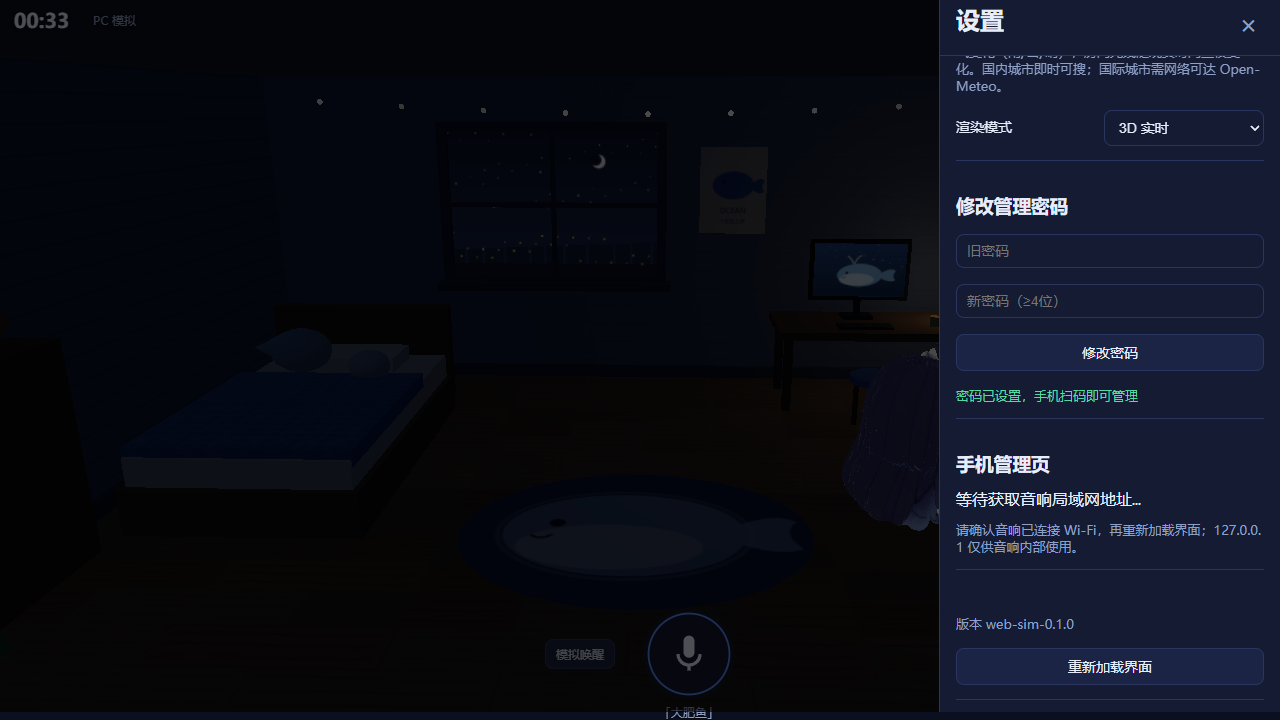 00:33
PC 模拟
设置
×
化。国内城市即时可搜；国际城市需网络可达 Open-
Meteo。
渲染模式
3D 实时
修改管理密码
旧密码
新密码（≥4位）
修改密码
密码已设置，手机扫码即可管理
手机管理页
等待获取音响局域网地址...
请确认音响已连接 Wi-Fi，再重新加载界面；127.0.0.
1 仅供音响内部使用。
版本 web-sim-0.1.0
重新加载界面
OCEAN
模拟唤醒
「大肥鱼」